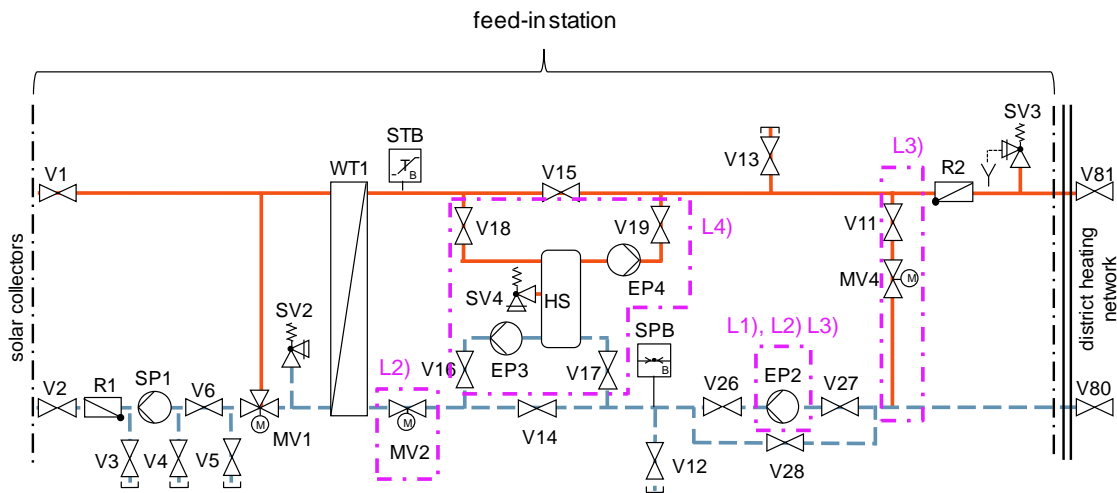 feed-in station
SV3
STB
L3)
V13
R2
V1
WT1
V15
V81
B
V18
V19
L4)
V11
solar collectors
district heating network
SV4
HS
EP4
MV4
M
SV2
SPB
L1), L2) L3)
B
V16
EP3
V17
L2)
V2
R1
SP1
V6
V26
EP2
V27
V80
M
MV1
M
MV2
V14
V3
V4
V5
V12
V28